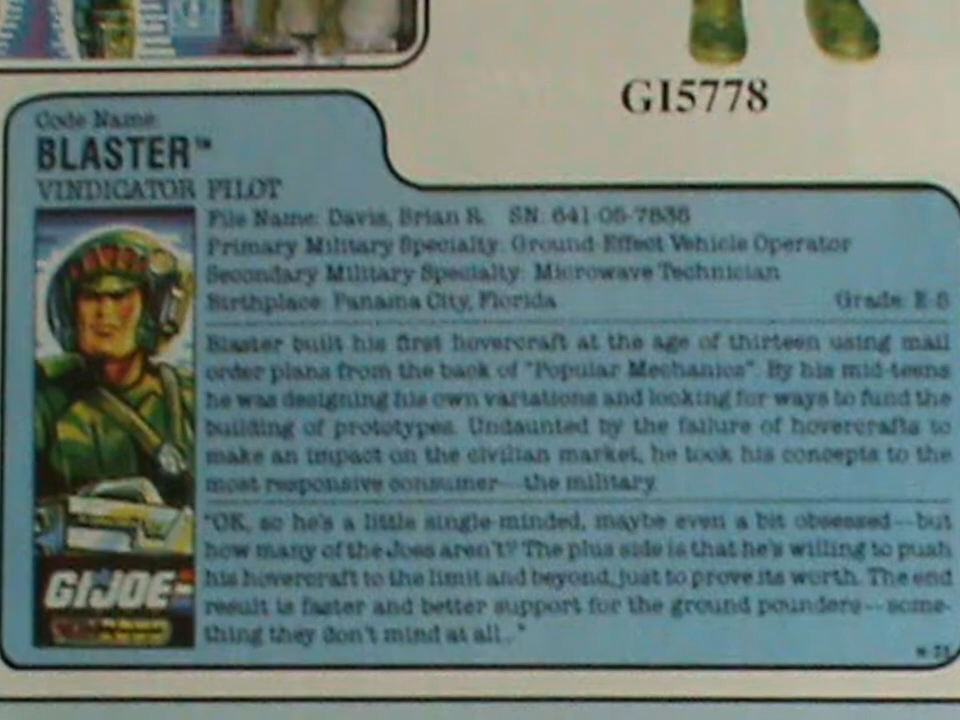 GI5778
Code Name:
BLASTER™
VINDICATOR PILOT
File Name: Davis, Brian R. SN: 641-05-7836
Primary Military Specialty: Ground Effect Vehicle Operator
Secondary Military Specialty: Microwave Technician
Birthplace: Panama City, Florida Grade: E-5
Blaster built his first hovercraft at the age of thirteen using mail
order plans from the back of "Popular Mechanics". By his mid-teens
he was designing his own variations and looking for ways to fund the
building of prototypes. Undaunted by the failure of hovercrafts to
make an impact on the civilian market, he took his concepts to the
most responsive consumer—the military.
"OK, so he's a little single-minded, maybe even a bit obsessed—but
how many of the Joes aren't? The plus side is that he's willing to push
his hovercraft to the limit and beyond, just to prove its worth. The end
result is faster and better support for the ground pounders—some-
thing they don't mind at all..."
GI JOE